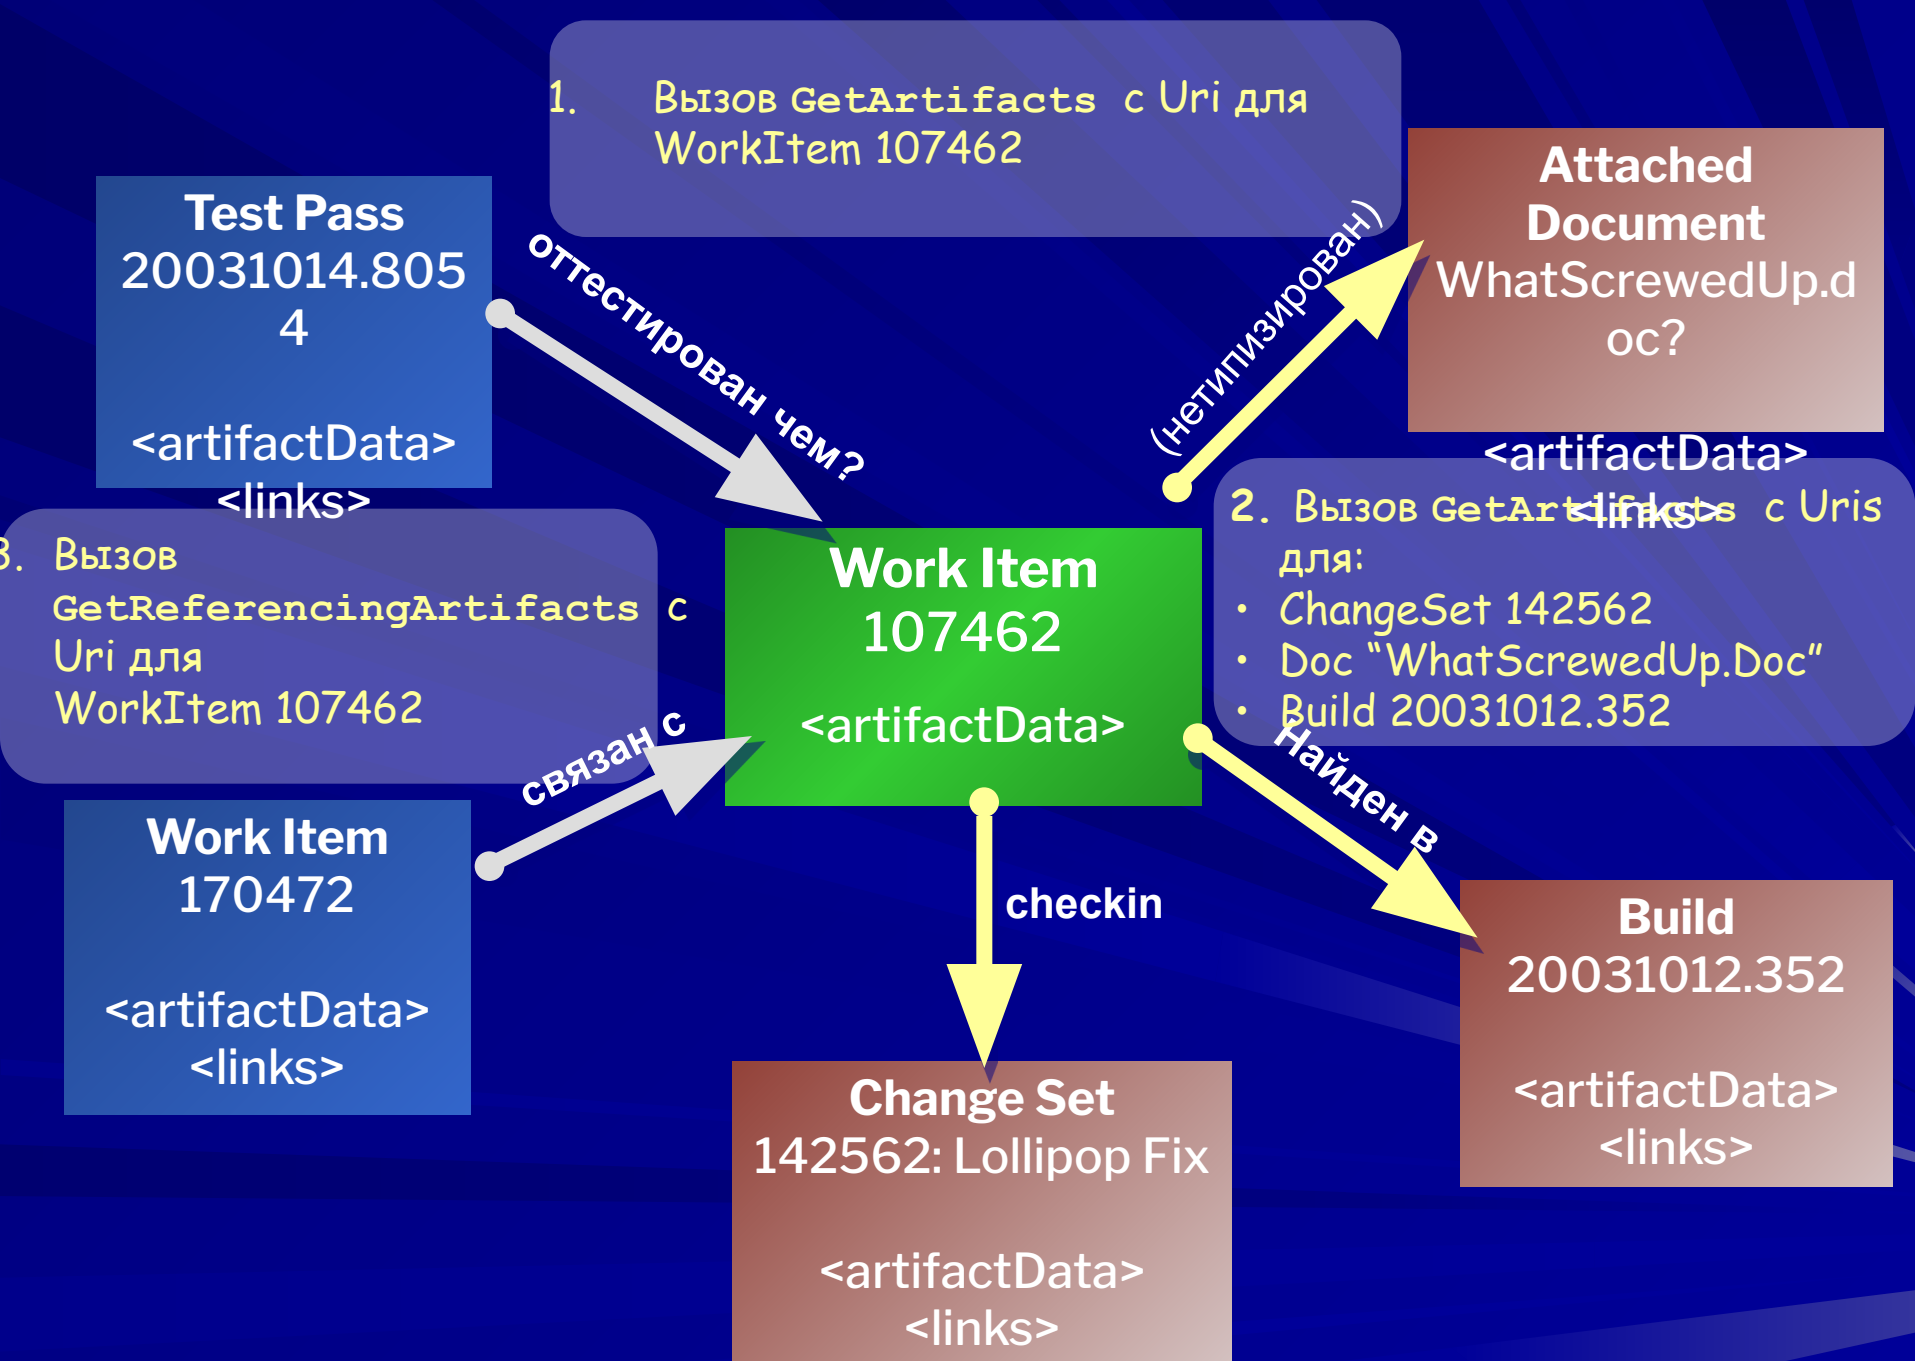 1. Вызов GetArtifacts с Uri для
WorkItem 107462
Test Pass
20031014.805
4
<artifactData>
<links>
оттестирован чем?
(нетипизирован)
Attached
Document
WhatScrewedUp.d
oc?
<artifactData>
<links>
3. Вызов
GetReferencingArtifacts с
Uri для
WorkItem 107462
Work Item
107462
<artifactData>
2. Вызов GetArtifacts с Uris
для:
• ChangeSet 142562
• Doc “WhatScrewedUp.Doc”
• Build 20031012.352
связан с
Найден в
Work Item
170472
<artifactData>
<links>
checkin
Build
20031012.352
<artifactData>
<links>
Change Set
142562: Lollipop Fix
<artifactData>
<links>